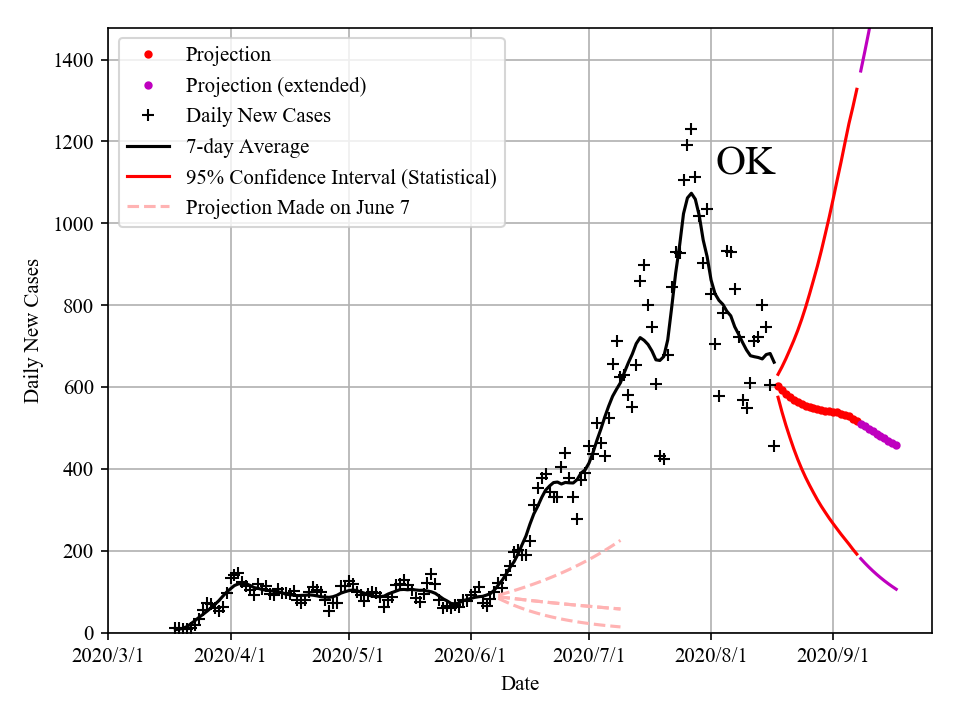 1400
1200
1000
800
600
400
200
0
Daily New Cases
Projection
Projection (extended)
Daily New Cases
7-day Average
95% Confidence Interval (Statistical)
Projection Made on June 7
OK
2020/3/1 2020/4/1 2020/5/1 2020/6/1 2020/7/1 2020/8/1 2020/9/1
Date